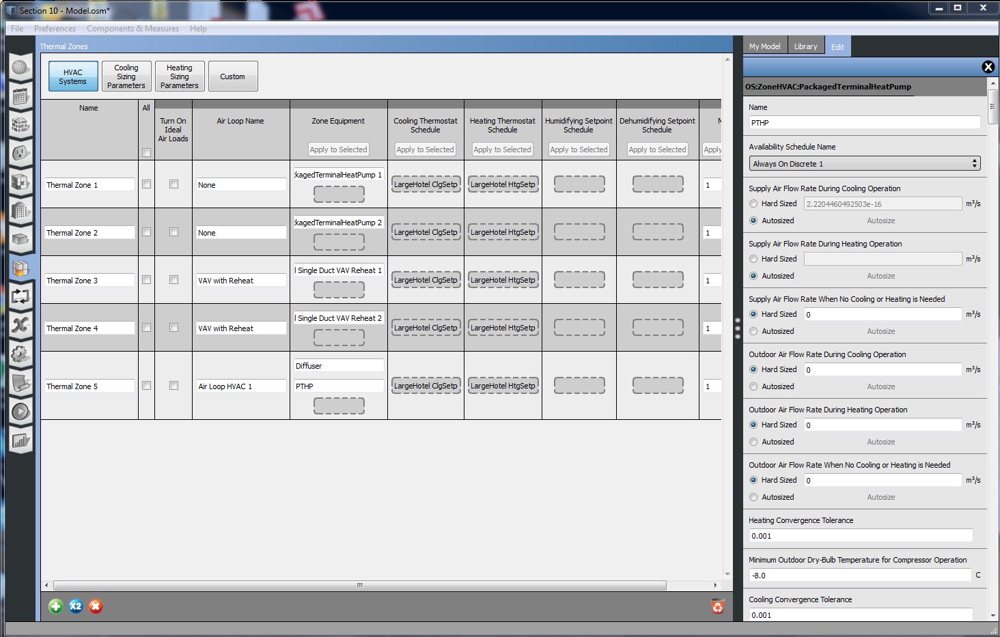 Section 10 - Model.osm*
File Preferences Components & Measures Help
Thermal Zones
HVAC
Systems
Cooling
Sizing
Parameters
Heating
Sizing
Parameters
Custom
Name
All
Turn On
Ideal
Air Loads
Air Loop Name
Zone Equipment
Apply to Selected
Cooling Thermostat
Schedule
Apply to Selected
Heating Thermostat
Schedule
Apply to Selected
Humidifying Setpoint
Schedule
Apply to Selected
Dehumidifying Setpoint
Schedule
Apply to Selected
M
Apply
Thermal Zone 1
None
ckagedTerminalHeatPump 1
LargeHotel ClgSetp
LargeHotel HtgSetp
1
Thermal Zone 2
None
ckagedTerminalHeatPump 2
LargeHotel ClgSetp
LargeHotel HtgSetp
1
Thermal Zone 3
VAV with Reheat
l Single Duct VAV Reheat 1
LargeHotel ClgSetp
LargeHotel HtgSetp
1
Thermal Zone 4
VAV with Reheat
l Single Duct VAV Reheat 2
LargeHotel ClgSetp
LargeHotel HtgSetp
1
Thermal Zone 5
Air Loop HVAC 1
Diffuser
PTHP
LargeHotel ClgSetp
LargeHotel HtgSetp
1
X2
My Model Library Edit
OS:ZoneHVAC:PackagedTerminalHeatPump
Name
PTHP
Availability Schedule Name
Always On Discrete 1
Supply Air Flow Rate During Cooling Operation
Hard Sized 2.2204460492503e-16 m³/s
Autosized Autosize
Supply Air Flow Rate During Heating Operation
Hard Sized m³/s
Autosized Autosize
Supply Air Flow Rate When No Cooling or Heating is Needed
Hard Sized 0 m³/s
Autosized Autosize
Outdoor Air Flow Rate During Cooling Operation
Hard Sized 0 m³/s
Autosized Autosize
Outdoor Air Flow Rate During Heating Operation
Hard Sized 0 m³/s
Autosized Autosize
Outdoor Air Flow Rate When No Cooling or Heating is Needed
Hard Sized 0 m³/s
Autosized Autosize
Heating Convergence Tolerance
0.001
Minimum Outdoor Dry-Bulb Temperature for Compressor Operation
-8.0 C
Cooling Convergence Tolerance
0.001